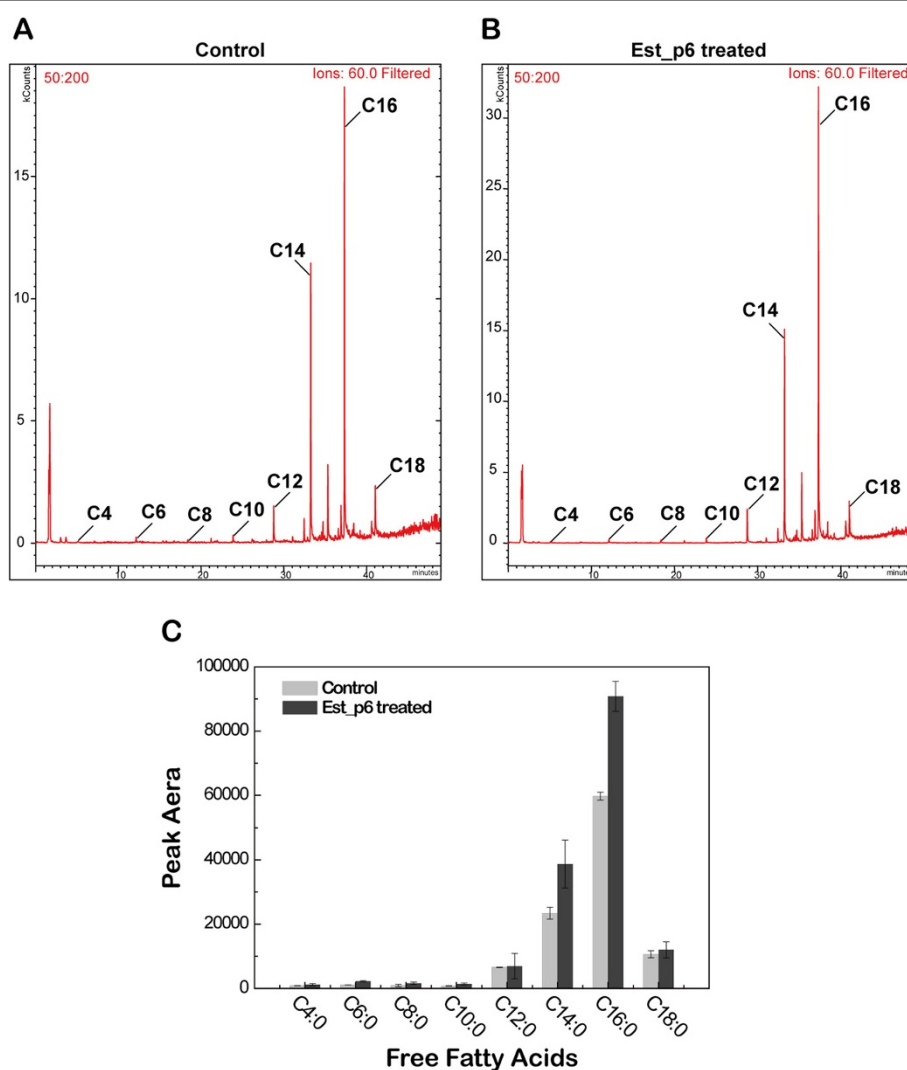 A
Control
50:200
Ions: 60.0 Filtered
kCounts
15
10
5
0
C16
C14
C12
C18
C4
C6
C8
C10
10
20
30
40
minutes
B
Est_p6 treated
50:200
Ions: 60.0 Filtered
kCounts
30
25
20
15
10
5
0
C16
C14
C12
C18
C4
C6
C8
C10
10
20
30
40
C
100000
80000
60000
40000
20000
0
Peak Aera
Control
Est_p6 treated
C4:0
C6:0
C8:0
C10:0
C12:0
C14:0
C16:0
C18:0
Free Fatty Acids